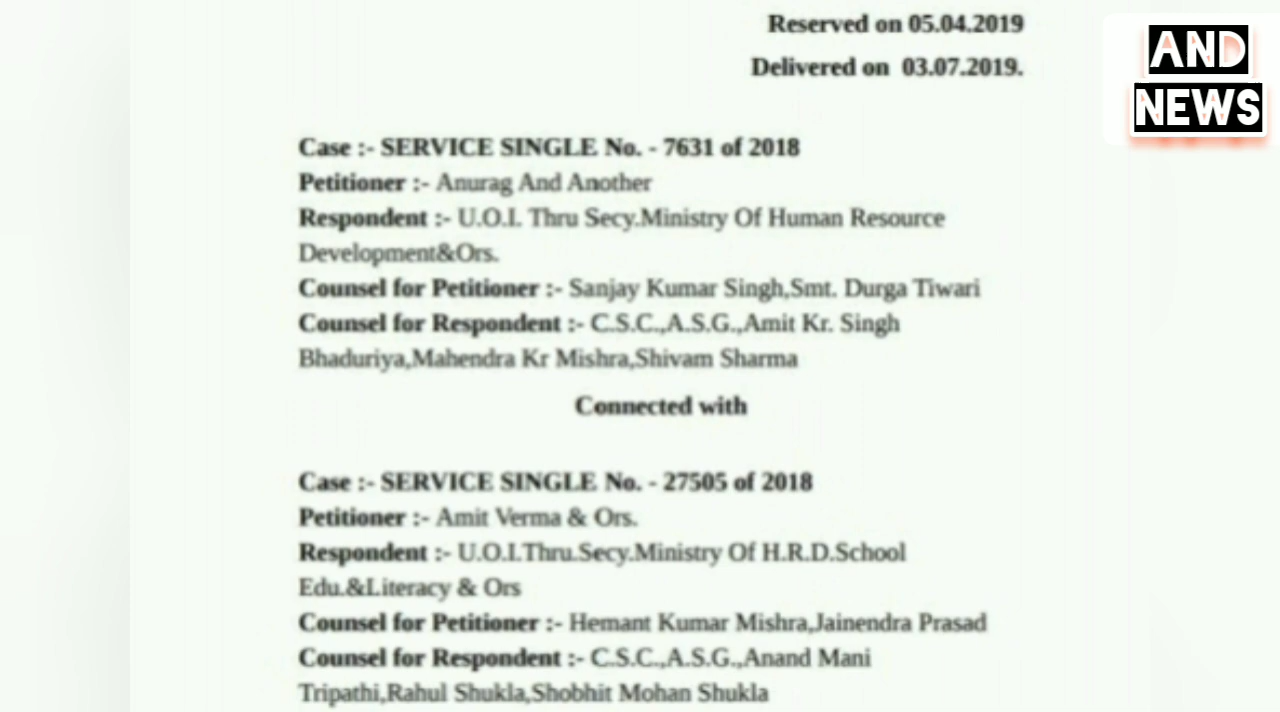 Reserved on 05.04.2019
Delivered on 03.07.2019.
AND
NEWS
Case :- SERVICE SINGLE No. - 7631 of 2018
Petitioner :- Anurag And Another
Respondent :- U.O.I. Thru Secy.Ministry Of Human Resource
Development&Ors.
Counsel for Petitioner :- Sanjay Kumar Singh,Smt. Durga Tiwari
Counsel for Respondent :- C.S.C.,A.S.G.,Amit Kr. Singh
Bhaduriya,Mahendra Kr Mishra,Shivam Sharma
Connected with
Case :- SERVICE SINGLE No. - 27505 of 2018
Petitioner :- Amit Verma & Ors.
Respondent :- U.O.I.Thru.Secy.Ministry Of H.R.D.School
Edu.&Literacy & Ors
Counsel for Petitioner :- Hemant Kumar Mishra,Jainendra Prasad
Counsel for Respondent :- C.S.C.,A.S.G.,Anand Mani
Tripathi,Rahul Shukla,Shobhit Mohan Shukla